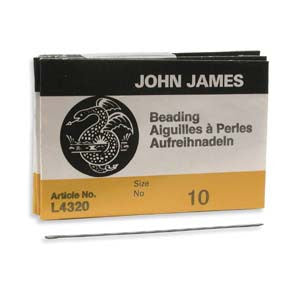 JOHN JAMES
Beading
Aiguilles à Perles
Aufreihnadeln
Article No.
L4320
Size
No
10